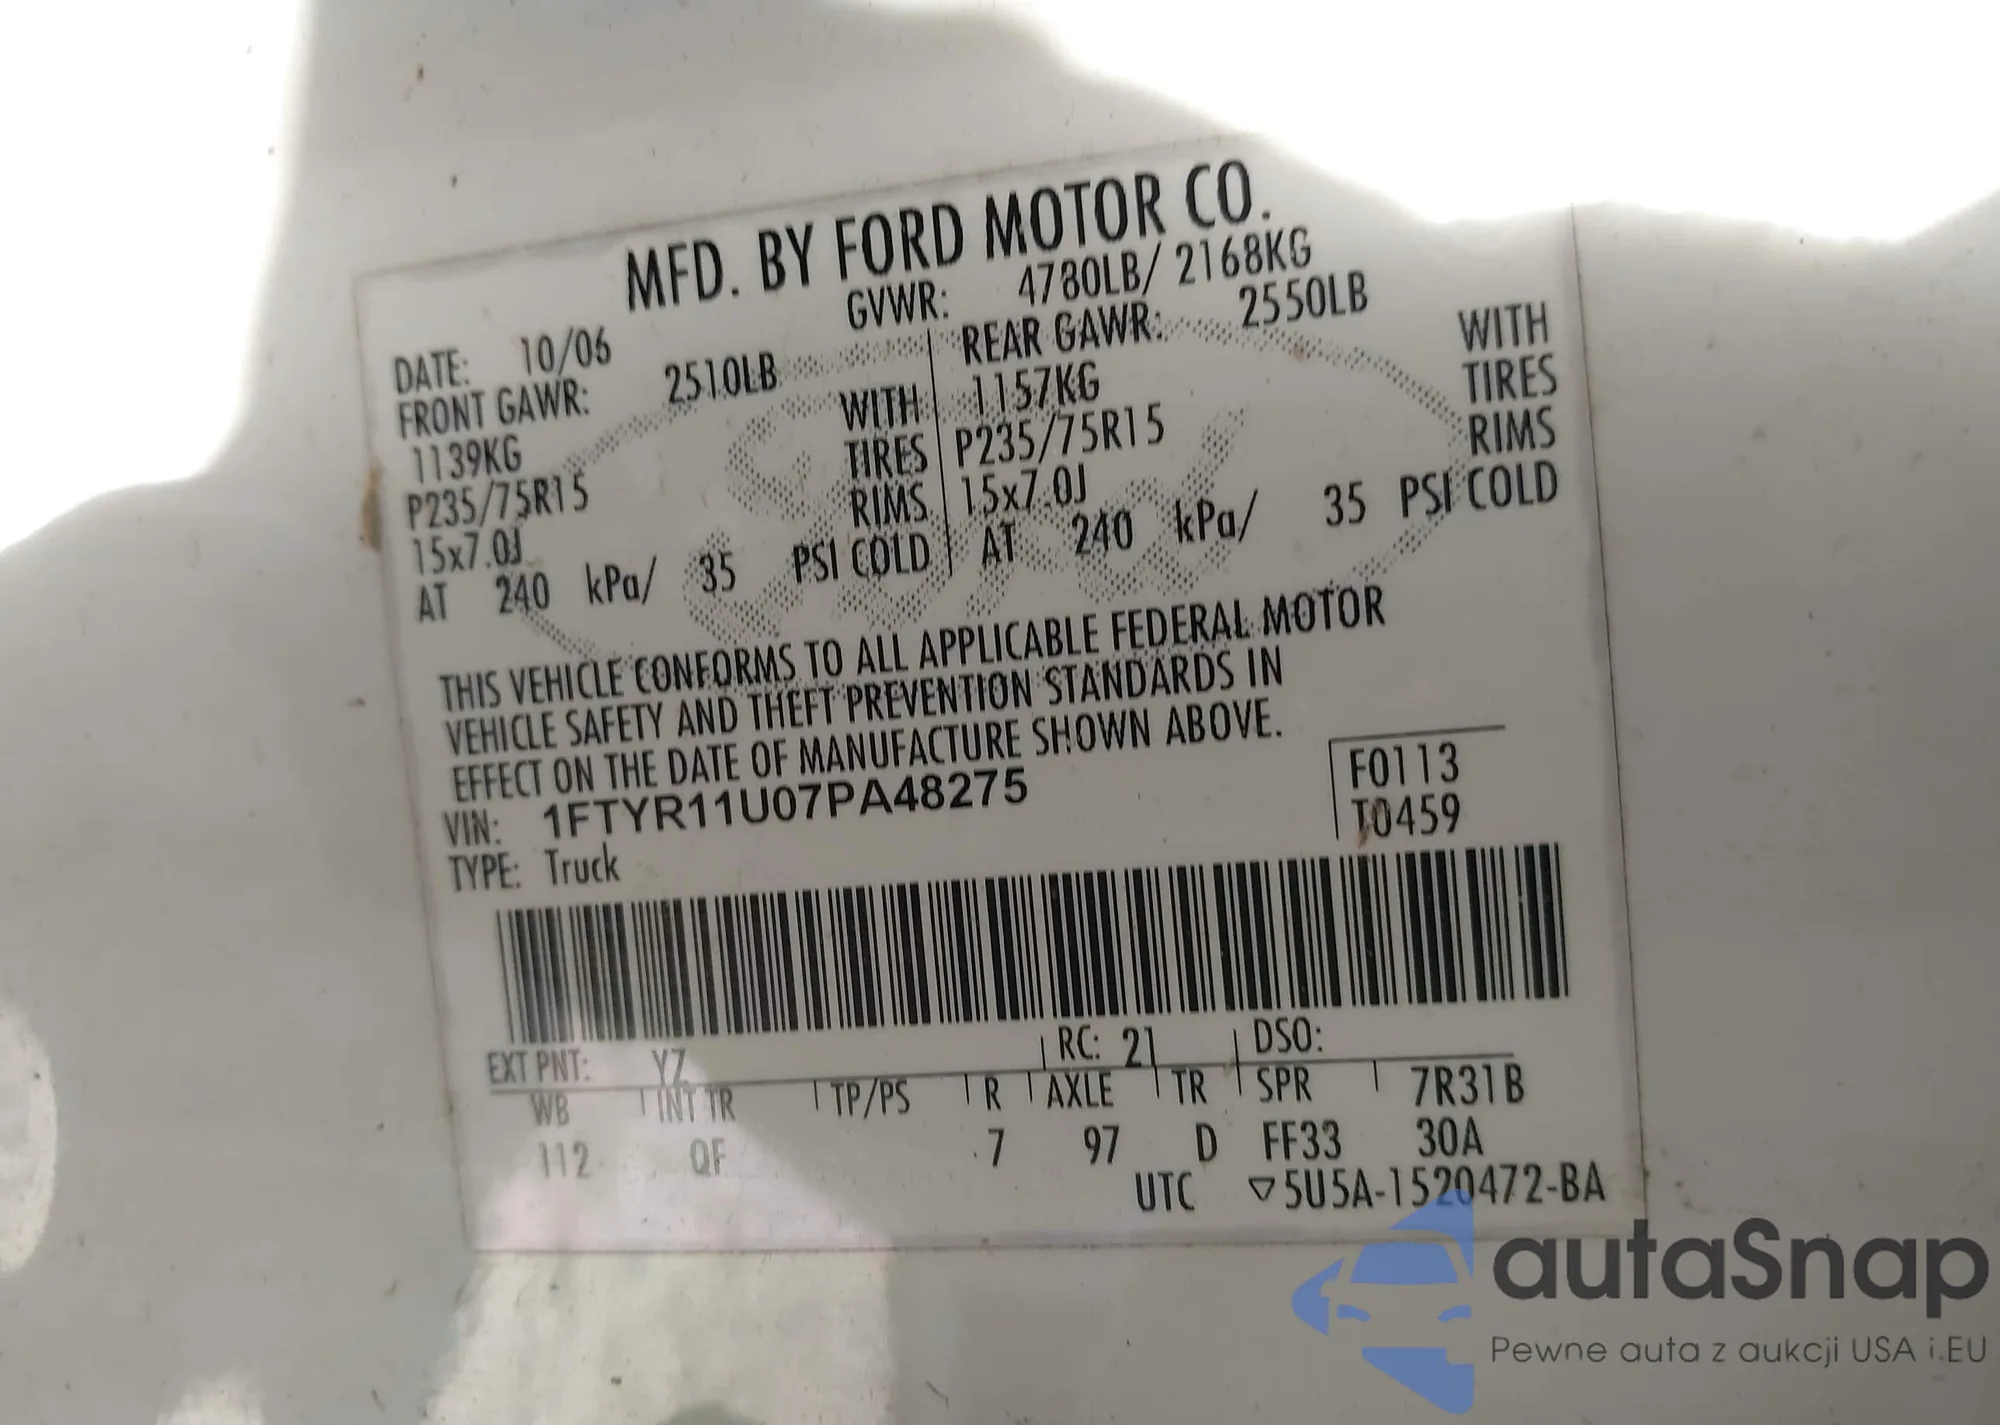 MFD. BY FORD MOTOR CO.
DATE: 10/06 GVWR: 4780LB/ 2168KG
FRONT GAWR: 2510LB REAR GAWR: 2550LB
1139KG WITH 1157KG WITH
P235/75R15 TIRES P235/75R15 TIRES
15x7.0J RIMS 15x7.0J RIMS
AT 240 kPa/ 35 PSI COLD AT 240 kPa/ 35 PSI COLD
THIS VEHICLE CONFORMS TO ALL APPLICABLE FEDERAL MOTOR
VEHICLE SAFETY AND THEFT PREVENTION STANDARDS IN
EFFECT ON THE DATE OF MANUFACTURE SHOWN ABOVE.
VIN: 1FTYR11U07PA48275 F0113
TYPE: Truck T0459
EXT PNT: YZ RC: 21 DSO:
WB INT TR TP/PS R AXLE TR SPR 7R31B
112 QF 7 97 D FF33 30A
UTC ▽5U5A-1520472-BA
autaSnap
Pewne auta z aukcji USA i EU